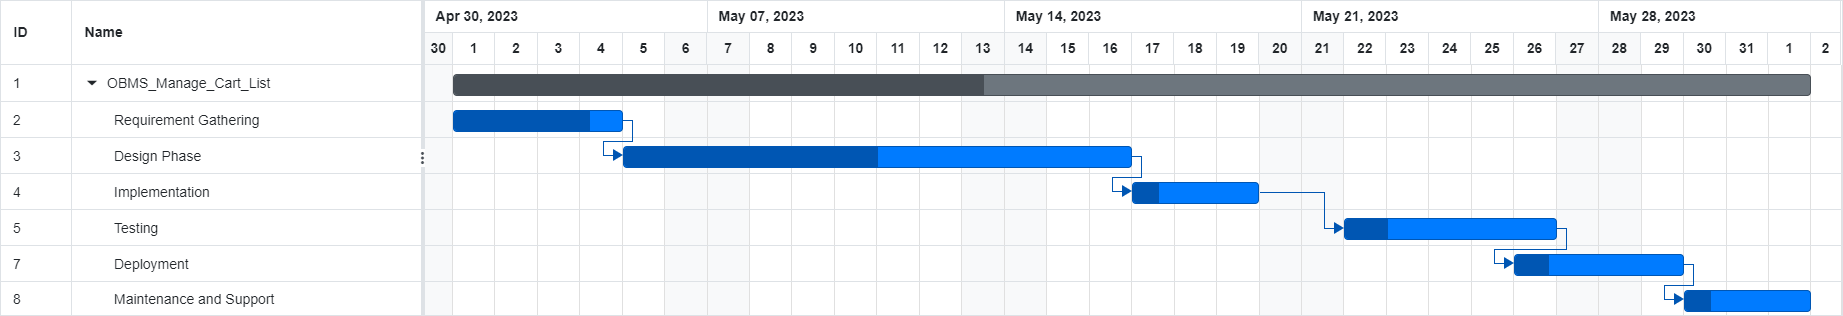 ID Name Apr 30, 2023 May 07, 2023 May 14, 2023 May 21, 2023 May 28, 2023
30 1 2 3 4 5 6 7 8 9 10 11 12 13 14 15 16 17 18 19 20 21 22 23 24 25 26 27 28 29 30 31 1 2
1 OBMS_Manage_Cart_List
2 Requirement Gathering
3 Design Phase
4 Implementation
5 Testing
7 Deployment
8 Maintenance and Support